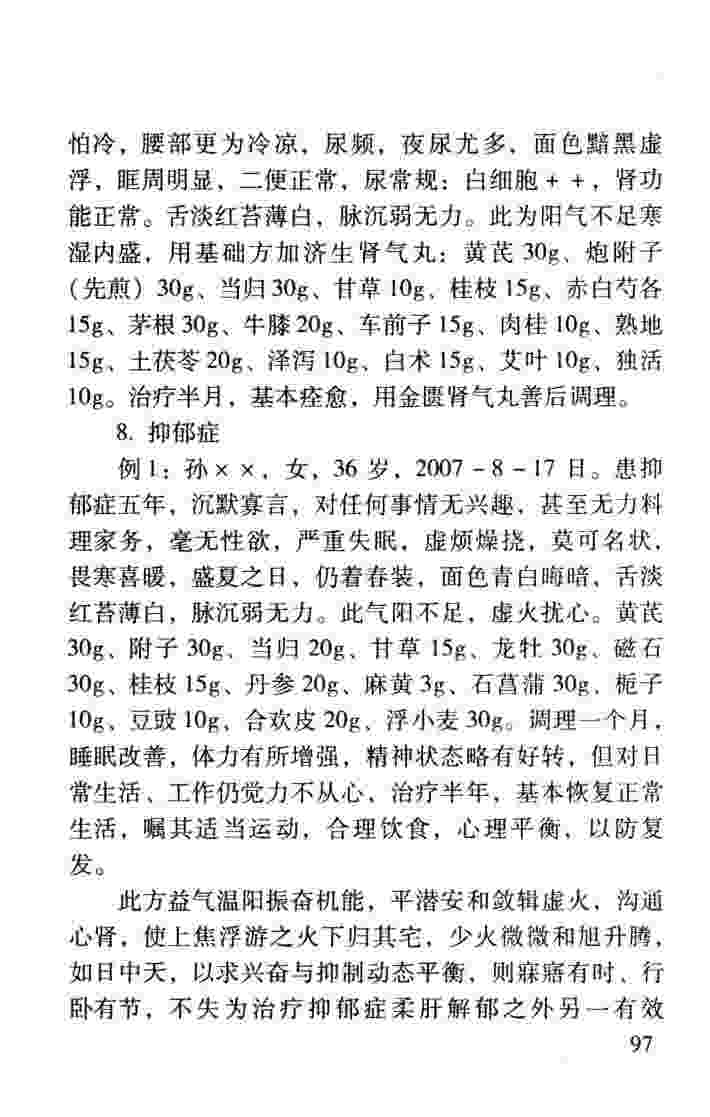 怕冷，腰部更为冷凉，尿频，夜尿尤多，面色黯黑虚
浮，眶周明显，二便正常，尿常规：白细胞＋＋，肾功
能正常。舌淡红苔薄白，脉沉弱无力。此为阳气不足寒
湿内盛，用基础方加济生肾气丸：黄芪 30g、炮附子
（先煎）30g、当归 30g、甘草 10g、桂枝 15g、赤白芍各
15g、茅根 30g、牛膝 20g、车前子 15g、肉桂 10g、熟地
15g、土茯苓 20g、泽泻 10g、白术 15g、艾叶 10g、独活
10g。治疗半月，基本痊愈，用金匮肾气丸善后调理。
8. 抑郁症
例 1：孙××，女，36 岁，2007－8－17 日。患抑
郁症五年，沉默寡言，对任何事情无兴趣，甚至无力料
理家务，毫无性欲，严重失眠，虚烦燥挠，莫可名状，
畏寒喜暖，盛夏之日，仍着春装，面色青白晦暗，舌淡
红苔薄白，脉沉弱无力。此气阳不足，虚火扰心。黄芪
30g、附子 30g、当归 20g、甘草 15g、龙牡 30g、磁石
30g、桂枝 15g、丹参 20g、麻黄 3g、石菖蒲 30g、栀子
10g、豆豉 10g、合欢皮 20g、浮小麦 30g。调理一个月，
睡眠改善，体力有所增强，精神状态略有好转，但对日
常生活、工作仍觉力不从心，治疗半年，基本恢复正常
生活，嘱其适当运动，合理饮食，心理平衡，以防复
发。
此方益气温阳振奋机能，平潜安和敛辑虚火，沟通
心肾，使上焦浮游之火下归其宅，少火微微和旭升腾，
如日中天，以求兴奋与抑制动态平衡，则寐寤有时、行
卧有节，不失为治疗抑郁症柔肝解郁之外另一有效
97